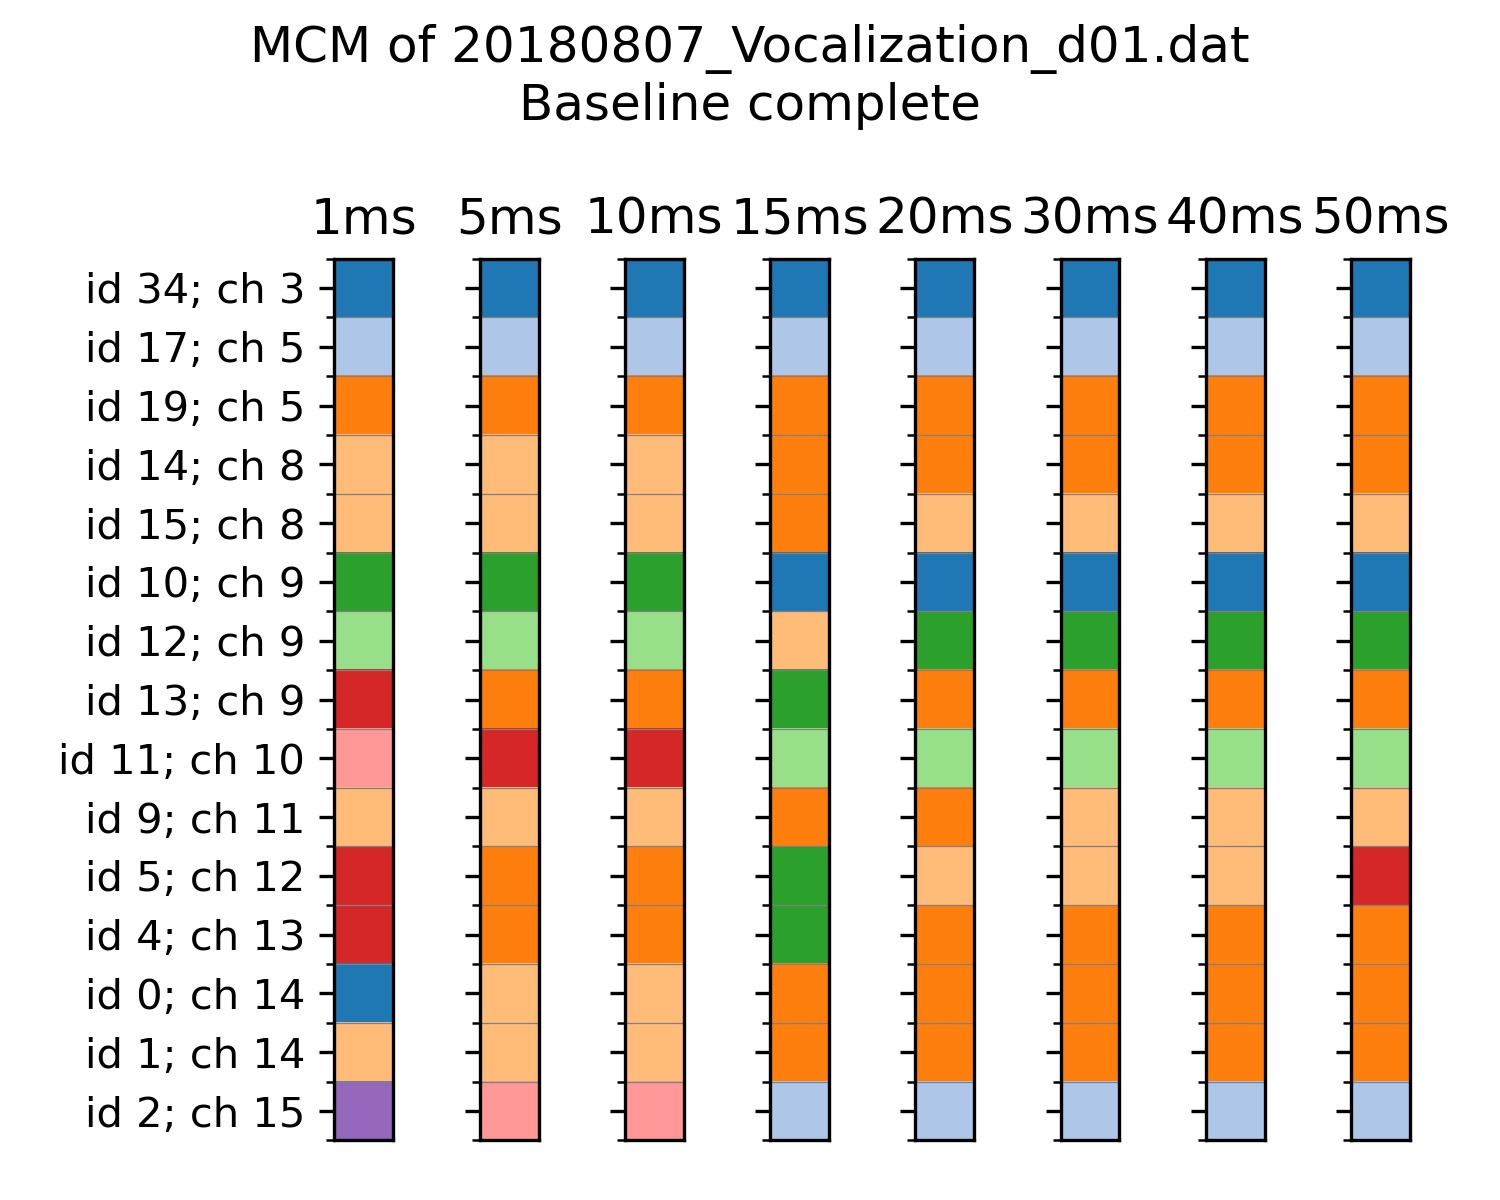 MCM of 20180807_Vocalization_d01.dat
Baseline complete
1ms 5ms 10ms 15ms 20ms 30ms 40ms 50ms
id 34; ch 3
id 17; ch 5
id 19; ch 5
id 14; ch 8
id 15; ch 8
id 10; ch 9
id 12; ch 9
id 13; ch 9
id 11; ch 10
id 9; ch 11
id 5; ch 12
id 4; ch 13
id 0; ch 14
id 1; ch 14
id 2; ch 15